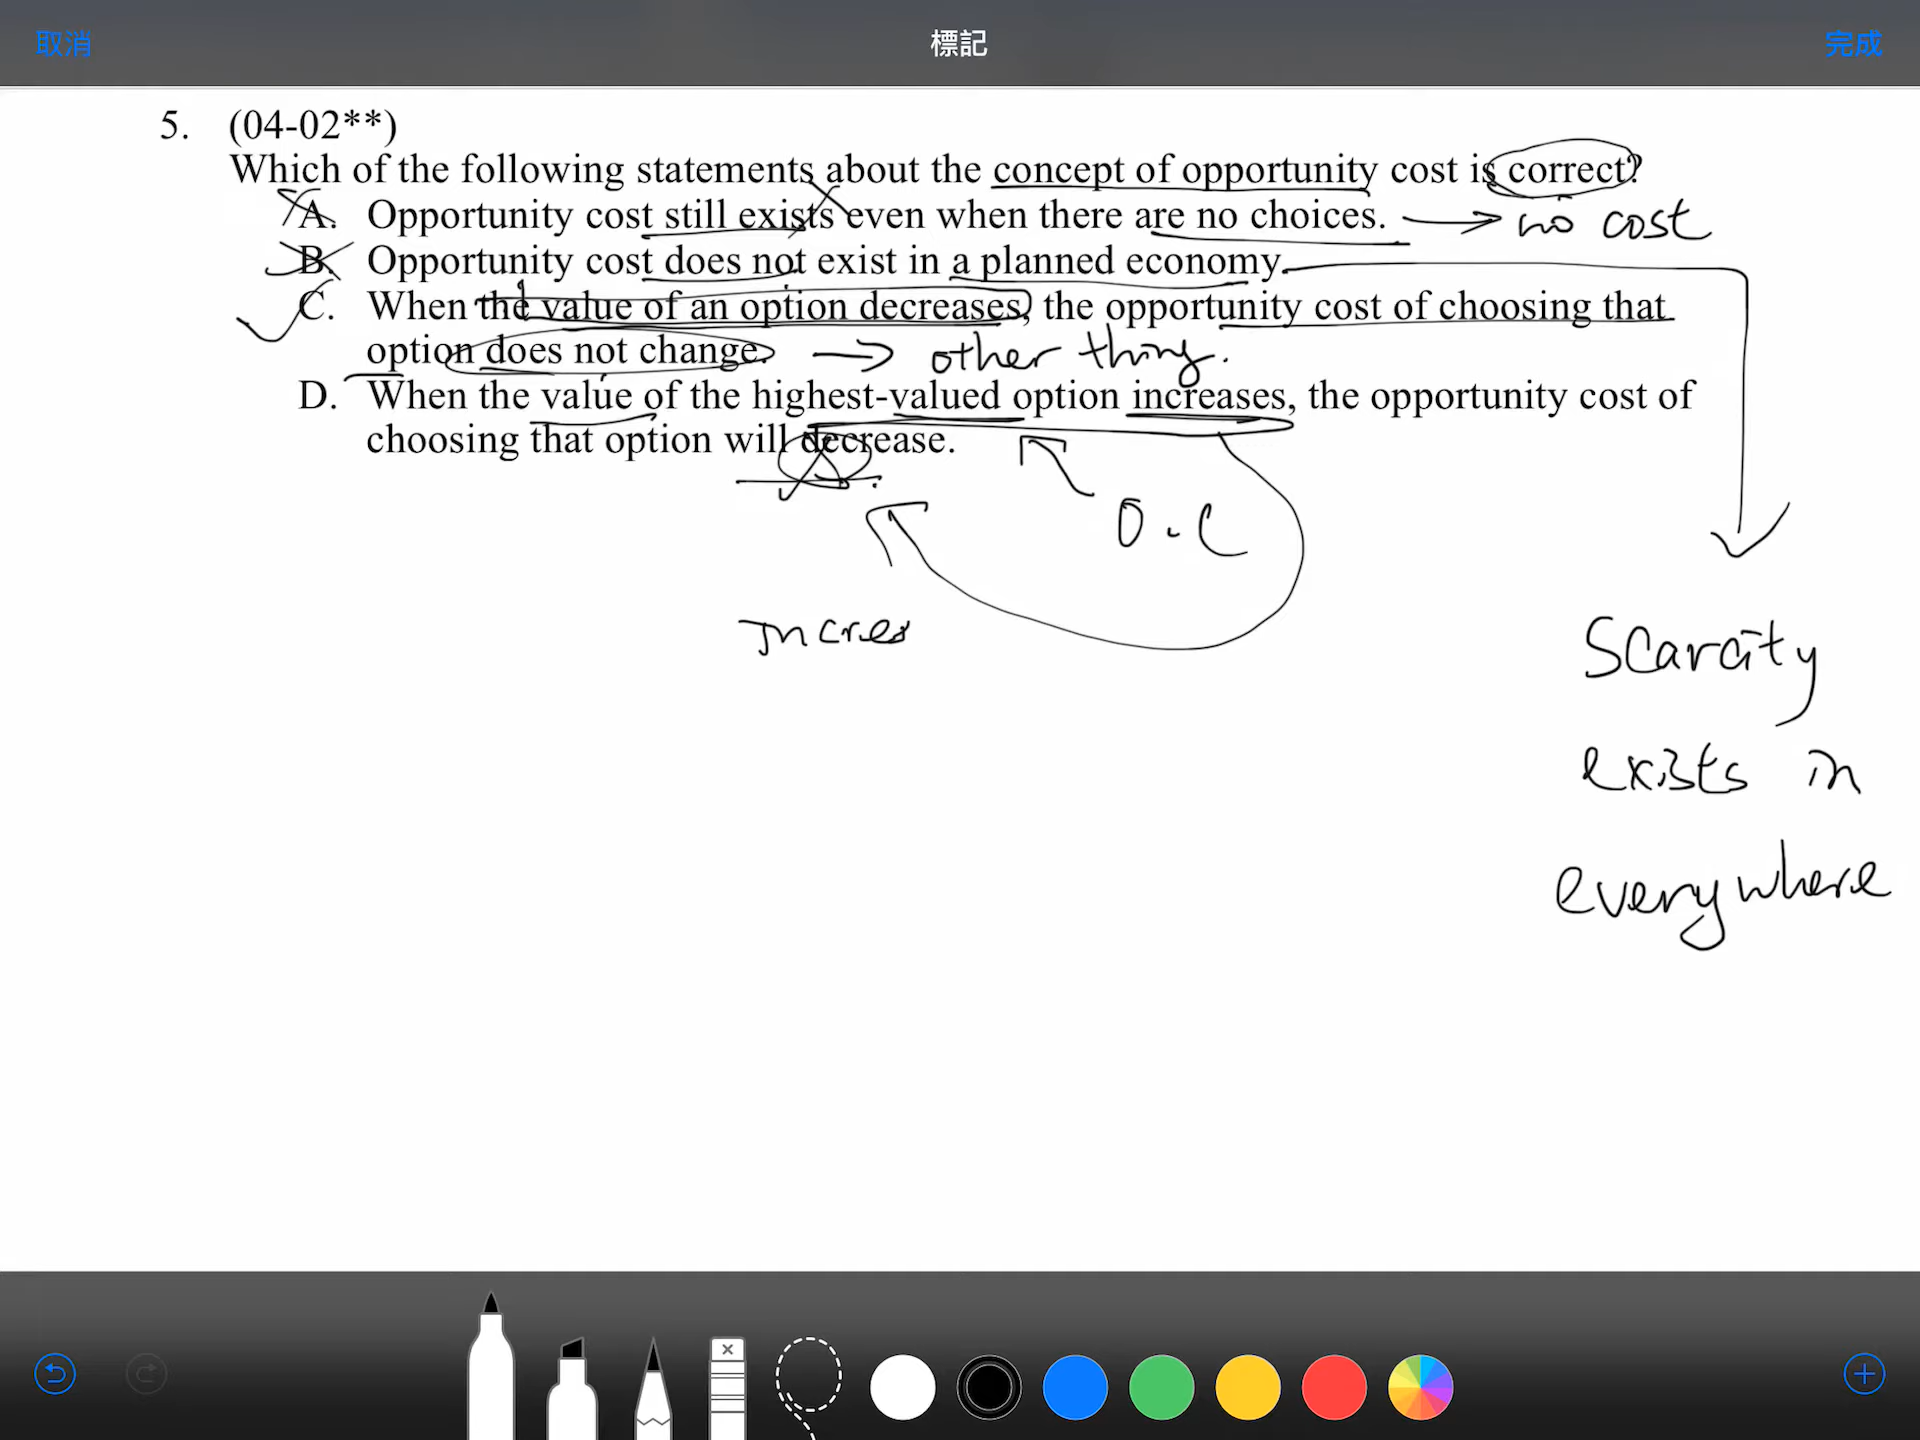 取消
標記
完成
5. (04-02**)
Which of the following statements about the concept of opportunity cost is correct?
A. Opportunity cost still exists even when there are no choices. no cost
B. Opportunity cost does not exist in a planned economy.
C. When the value of an option decreases, the opportunity cost of choosing that
option does not change. other thing.
D. When the value of the highest-valued option increases, the opportunity cost of
choosing that option will decrease.
O.C
Scarcity
exists in
everywhere